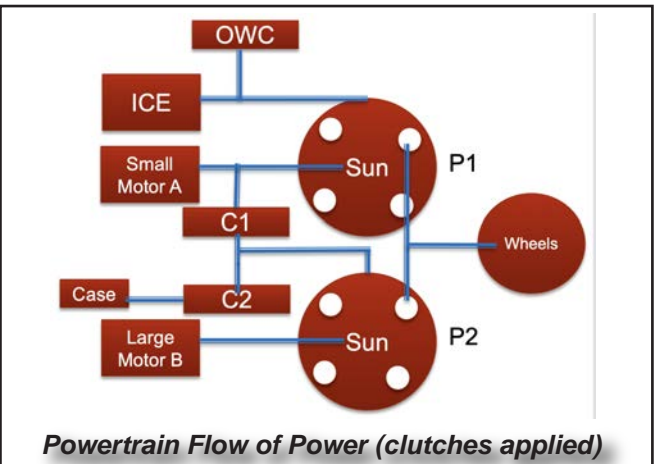 OWC
ICE
Small
Motor A
Sun
P1
C1
Wheels
Case
C2
Large
Motor B
Sun
P2
Powertrain Flow of Power (clutches applied)